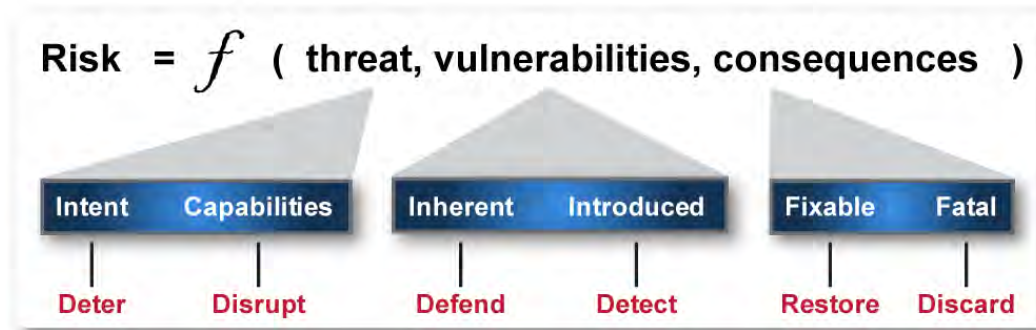 Risk = f ( threat, vulnerabilities, consequences )
Intent Capabilities Inherent Introduced Fixable Fatal
Deter Disrupt Defend Detect Restore Discard